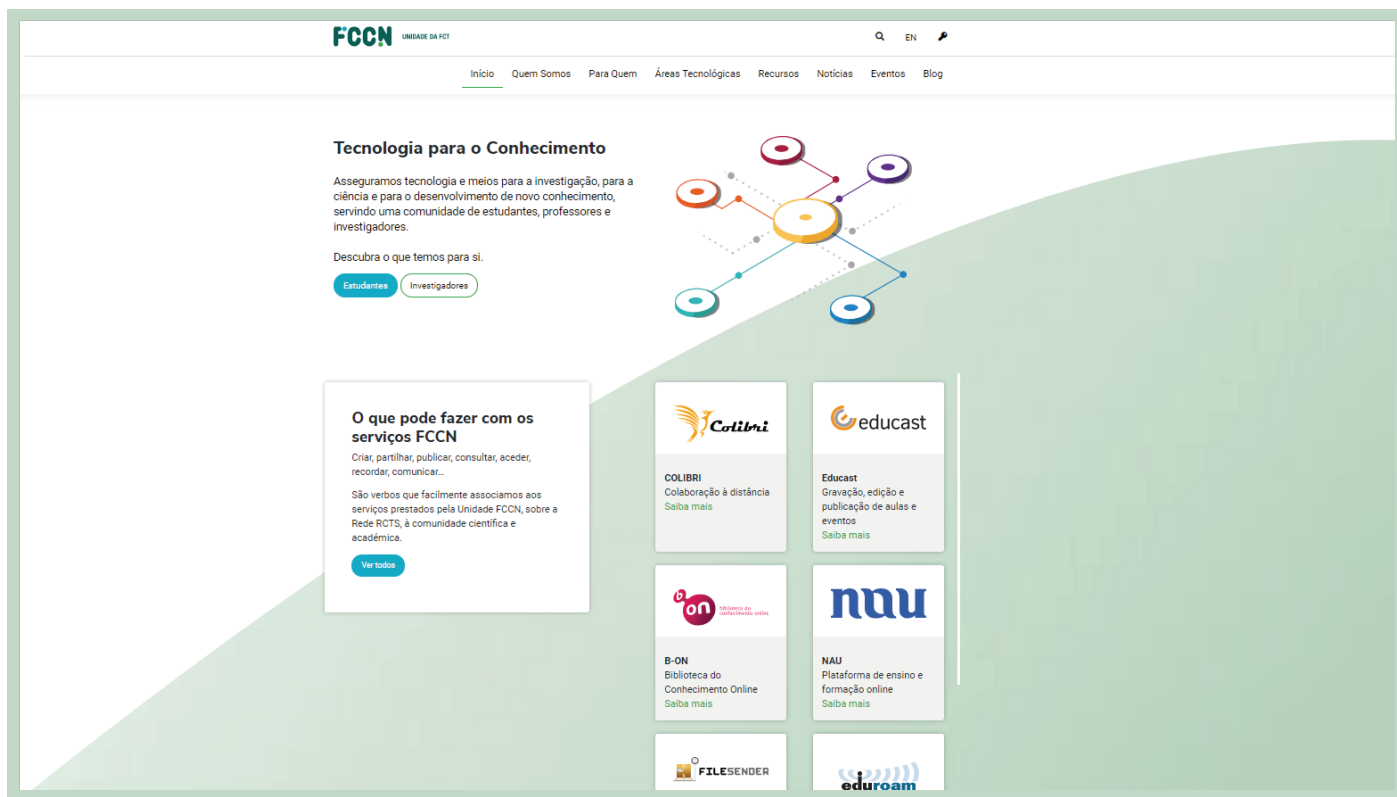 FCCN UNIDADE DA FCT
EN
Início Quem Somos Para Quem Áreas Tecnológicas Recursos Notícias Eventos Blog
Tecnologia para o Conhecimento
Asseguramos tecnologia e meios para a investigação, para a
ciência e para o desenvolvimento de novo conhecimento,
servindo uma comunidade de estudantes, professores e
investigadores.
Descubra o que temos para si.
Estudantes Investigadores
O que pode fazer com os
serviços FCCN
Criar, partilhar, publicar, consultar, aceder,
recordar, comunicar...
São verbos que facilmente associamos aos
serviços prestados pela Unidade FCCN, sobre a
Rede RCTS, à comunidade científica e
académica.
Ver todos
Colibri
COLIBRI
Colaboração à distância
Saiba mais
educast
Educast
Gravação, edição e
publicação de aulas e
eventos
Saiba mais
b on
biblioteca do
conhecimento online
B-ON
Biblioteca do
Conhecimento Online
Saiba mais
nau
NAU
Plataforma de ensino e
formação online
Saiba mais
FILESENDER
eduroam